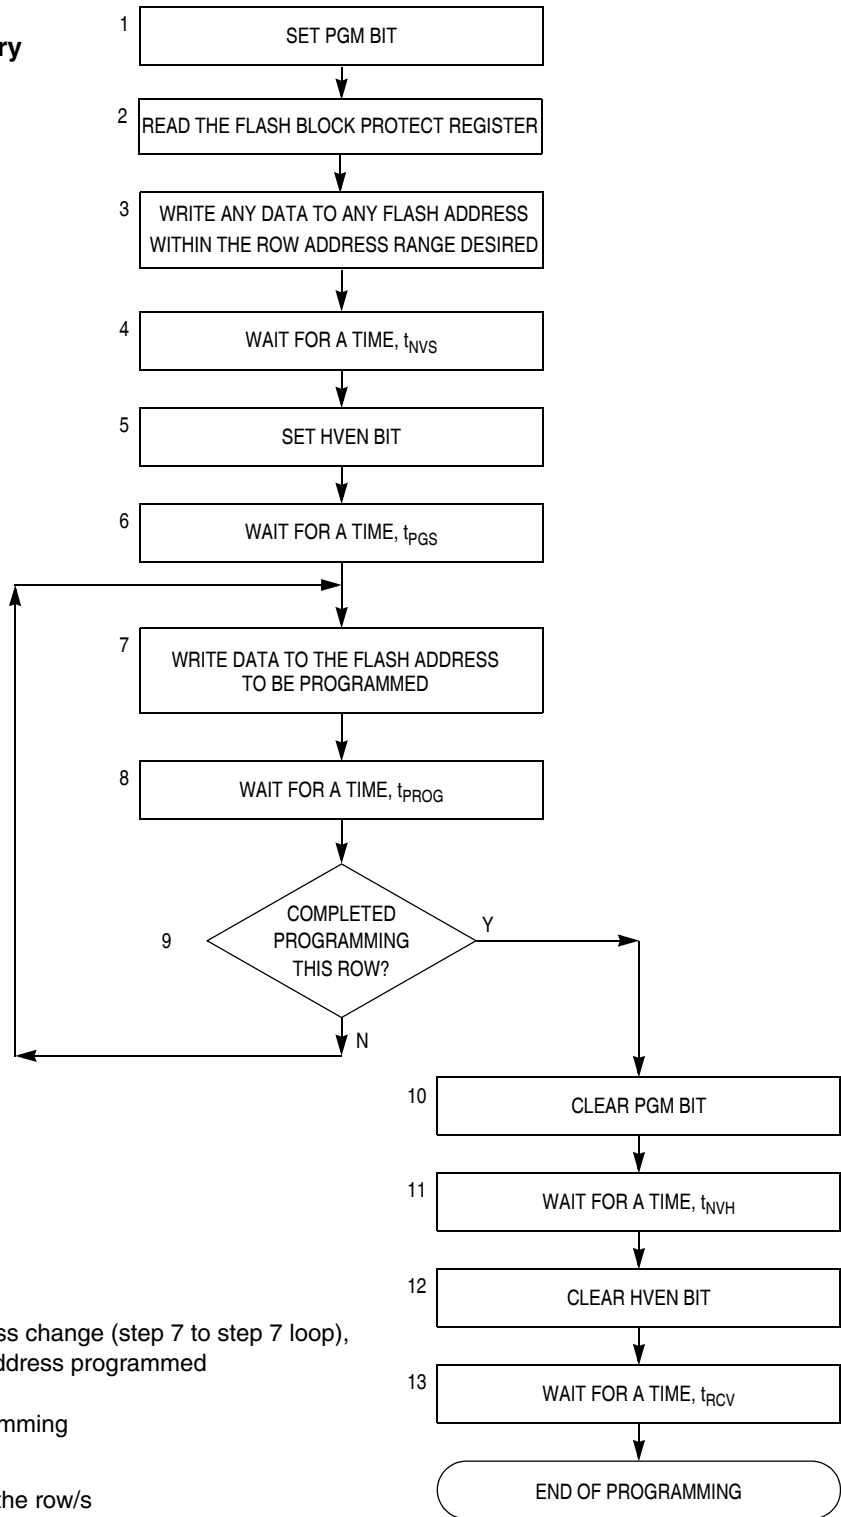 ry
1
SET PGM BIT
2
READ THE FLASH BLOCK PROTECT REGISTER
3
WRITE ANY DATA TO ANY FLASH ADDRESS
WITHIN THE ROW ADDRESS RANGE DESIRED
4
WAIT FOR A TIME, tNVS
5
SET HVEN BIT
6
WAIT FOR A TIME, tPGS
7
WRITE DATA TO THE FLASH ADDRESS
TO BE PROGRAMMED
8
WAIT FOR A TIME, tPROG
9
COMPLETED
PROGRAMMING
THIS ROW?
Y
N
10
CLEAR PGM BIT
11
WAIT FOR A TIME, tNVH
12
CLEAR HVEN BIT
13
WAIT FOR A TIME, tRCV
END OF PROGRAMMING
ss change (step 7 to step 7 loop),
ddress programmed
mming
the row/s